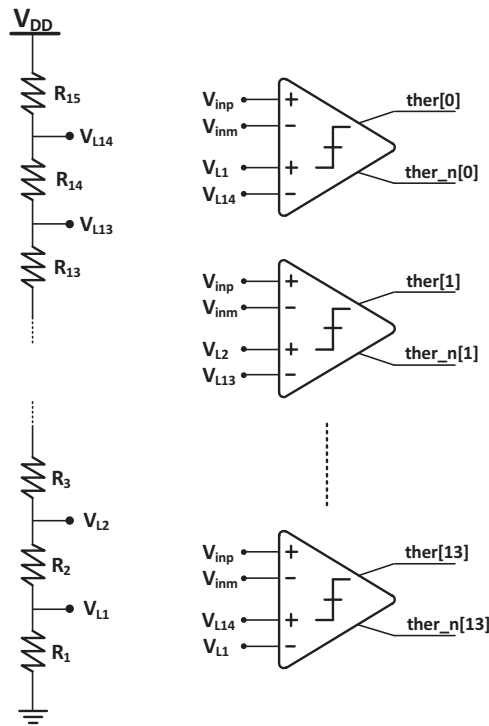 VDD
R15
VL14
R14
VL13
R13
R3
VL2
R2
VL1
R1
Vinp
Vinm
VL1
VL14
+
−
+
−
ther[0]
ther_n[0]
Vinp
Vinm
VL2
VL13
+
−
+
−
ther[1]
ther_n[1]
Vinp
Vinm
VL14
VL1
+
−
+
−
ther[13]
ther_n[13]